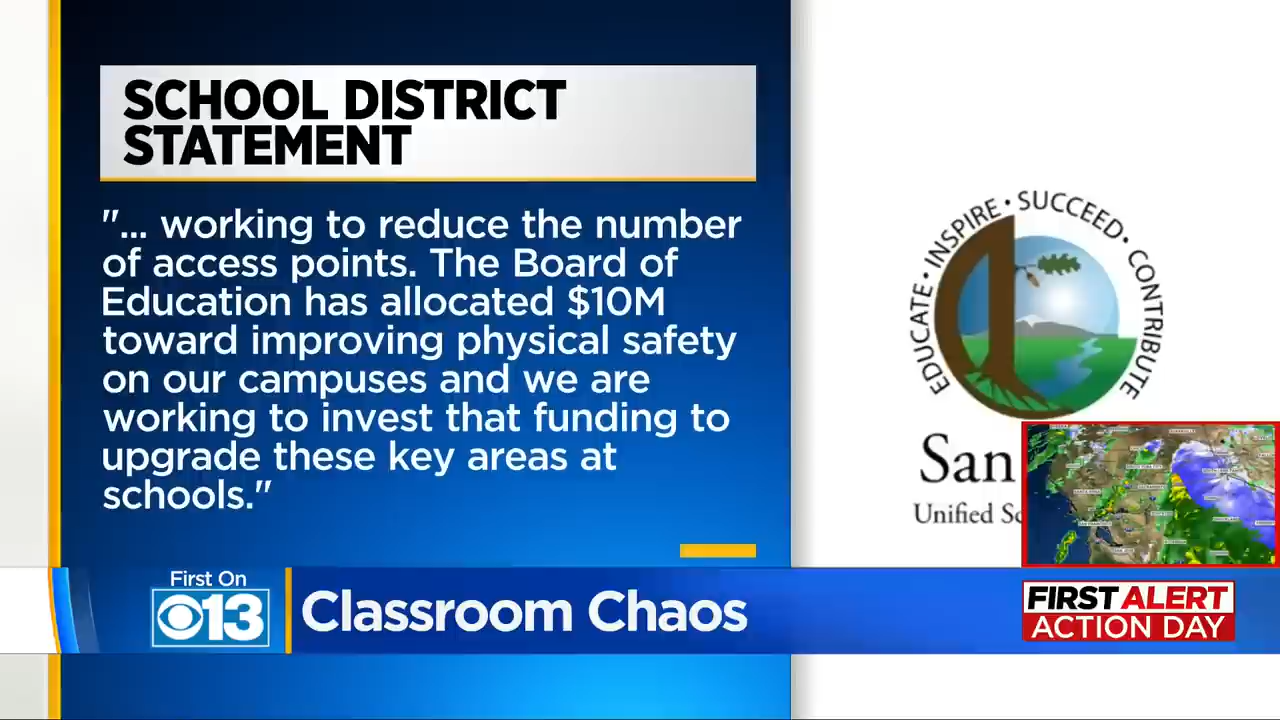 SCHOOL DISTRICT
STATEMENT
"... working to reduce the number
of access points. The Board of
Education has allocated $10M
toward improving physical safety
on our campuses and we are
working to invest that funding to
upgrade these key areas at
schools."
EDUCATE • INSPIRE • SUCCEED • CONTRIBUTE
San
Unified
First On
13
Classroom Chaos
FIRST ALERT
ACTION DAY